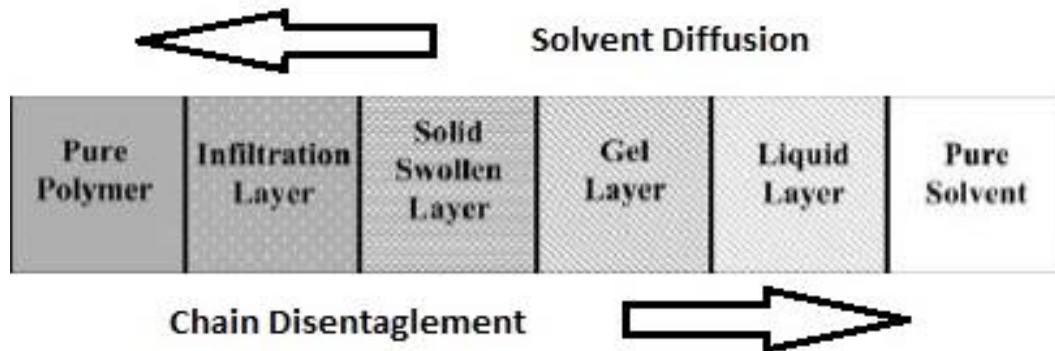 Solvent Diffusion
Pure
Polymer
Infiltration
Layer
Solid
Swollen
Layer
Gel
Layer
Liquid
Layer
Pure
Solvent
Chain Disentaglement